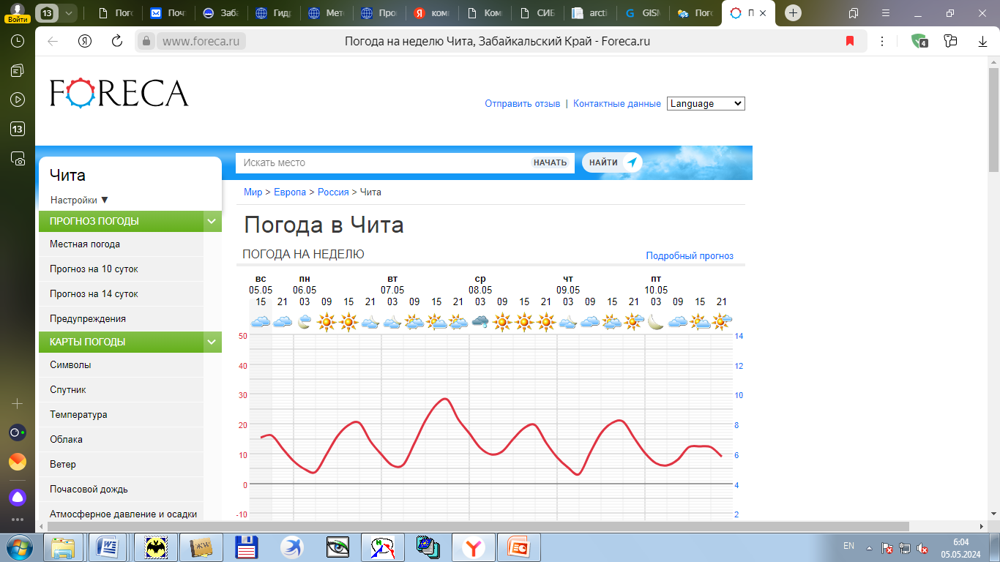 13
Пого
Почт
Заба
Гидр
Мете
Про
комі
Ком
СИБ
arcti
GISM
Пого
П
Войти
www.foreca.ru
Погода на неделю Чита, Забайкальский Край - Foreca.ru
4
13
FORECA
Отправить отзыв | Контактные данные Language
Искать место НАЧАТЬ НАЙТИ
Чита
Настройки ▼
ПРОГНОЗ ПОГОДЫ
Местная погода
Прогноз на 10 суток
Прогноз на 14 суток
Предупреждения
КАРТЫ ПОГОДЫ
Символы
Спутник
Температура
Облака
Ветер
Почасовой дождь
Атмосферное давление и осадки
Мир > Европа > Россия > Чита
Погода в Чита
ПОГОДА НА НЕДЕЛЮ Подробный прогноз
вс пн вт ср чт пт
05.05 06.05 07.05 08.05 09.05 10.05
15 21 03 09 15 21 03 09 15 21 03 09 15 21 03 09 15 21 03 09 15 21
50 14
40 12
30 10
20 8
10 6
0 4
-10 2
W
KW
Y
P
EN
6:04
05.05.2024